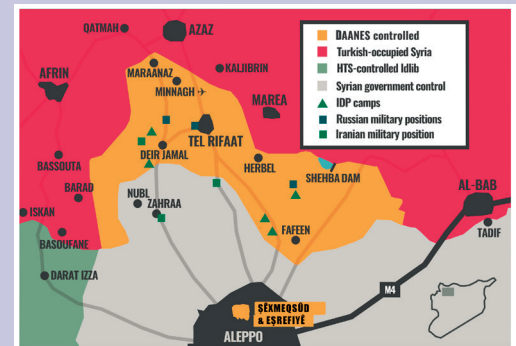 QATMAH
AZAZ
AFRIN
MARAANAZ
KALJIBRIN
MINNAGH
MAREA
TEL RIFAAT
DEIR JAMAL
BASSOUTA
HERBEL
SHEHBA DAM
AL-BAB
BARAD
NUBL
ZAHRAA
ISKAN
BASOUFANE
FAFEEN
TADIF
DARAT IZZA
M4
ŞÊXMEQSÛD
& EŞREFIYÊ
ALEPPO
DAANES controlled
Turkish-occupied Syria
HTS-controlled Idlib
Syrian government control
IDP camps
Russian military positions
Iranian military position